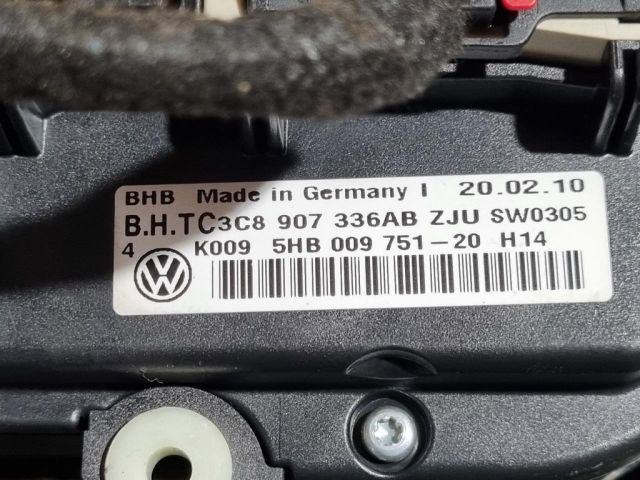 BHB Made in Germany I 20.02.10
B.H.TC3C8 907 336AB ZJU SW0305
4 K009 5HB 009 751-20 H14